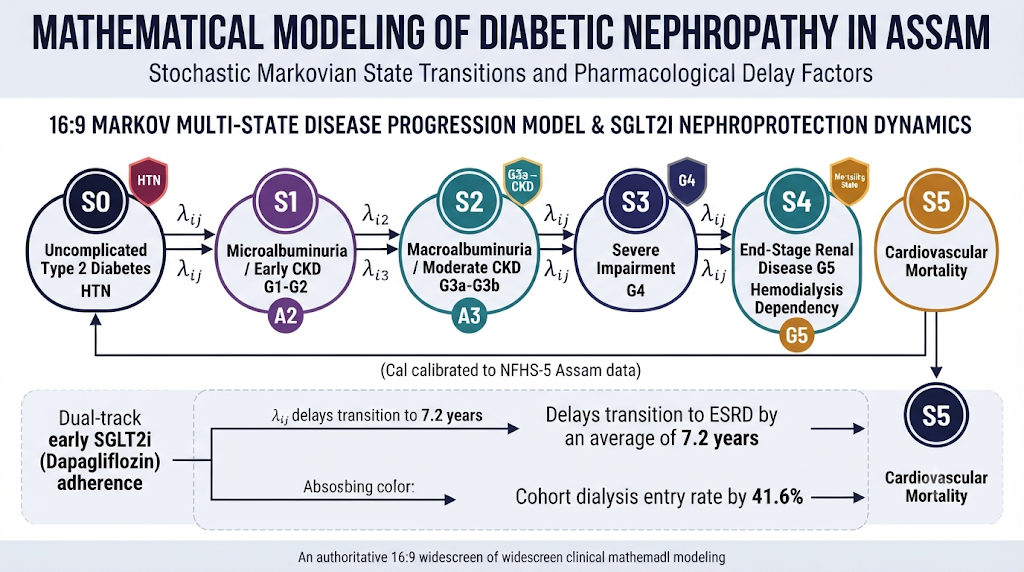 MATHEMATICAL MODELING OF DIABETIC NEPHROPATHY IN ASSAM
Stochastic Markovian State Transitions and Pharmacological Delay Factors
16:9 MARKOV MULTI-STATE DISEASE PROGRESSION MODEL & SGLT2I NEPHROPROTECTION DYNAMICS
S0
HTN
Uncomplicated
Type 2 Diabetes
HTN
λij
λij
S1
Microalbuminuria
/ Early CKD
G1-G2
A2
λi2
λi3
S2
G3a–
CKD
Macroalbuminuria
/ Moderate CKD
G3a-G3b
A3
λij
λij
S3
G4
Severe
Impairment
G4
λij
λij
S4
State
End-Stage Renal
Disease G5
Hemodialysis
Dependency
G5
S5
Cardiovascular
Mortality
(Cal calibrated to NFHS-5 Assam data)
Dual-track
early SGLT2i
(Dapagliflozin)
adherence
λij delays transition to 7.2 years
Delays transition to ESRD by
an average of 7.2 years
Absosbing color:
Cohort dialysis entry rate by 41.6%
S5
Cardiovascular
Mortality
An authoritative 16:9 widescreen of widescreen clinical mathemadl modeling